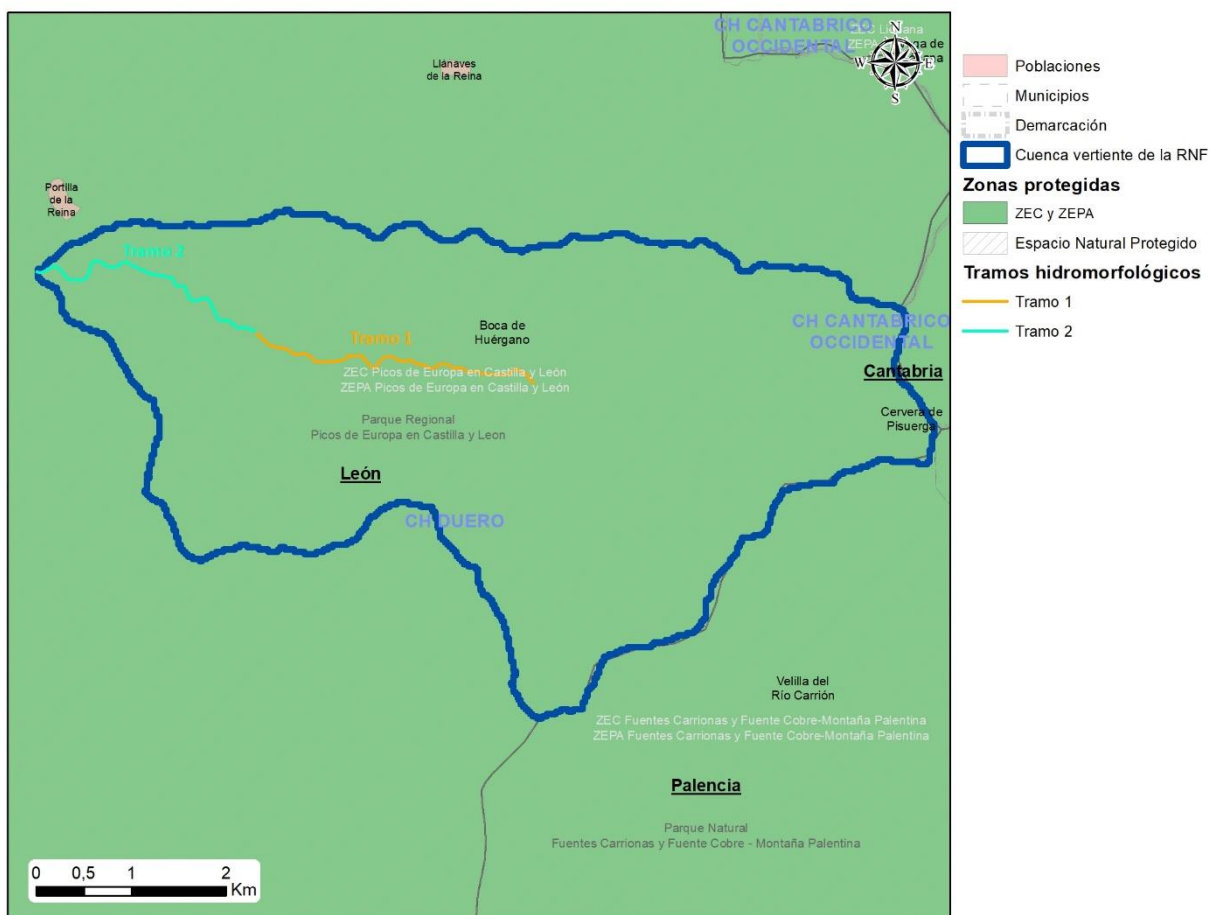 CH CANTABRICO
OCCIDENTAL
ZEC Liébana
ZEPA
N
W
E
S
Llánaves
de la Reina
Portilla
de la
Reina
Tramo 2
Tramo 1
Boca de
Huérgano
ZEC Picos de Europa en Castilla y León
ZEPA Picos de Europa en Castilla y León
Parque Regional
Picos de Europa en Castilla y Leon
León
CH DUERO
CH CANTABRICO
OCCIDENTAL
Cantabria
Cervera de
Pisuerga
Velilla del
Río Carrión
ZEC Fuentes Carrionas y Fuente Cobre-Montaña Palentina
ZEPA Fuentes Carrionas y Fuente Cobre-Montaña Palentina
Palencia
Parque Natural
Fuentes Carrionas y Fuente Cobre - Montaña Palentina
0 0,5 1 2
Km
Poblaciones
Municipios
Demarcación
Cuenca vertiente de la RNF
Zonas protegidas
ZEC y ZEPA
Espacio Natural Protegido
Tramos hidromorfológicos
Tramo 1
Tramo 2